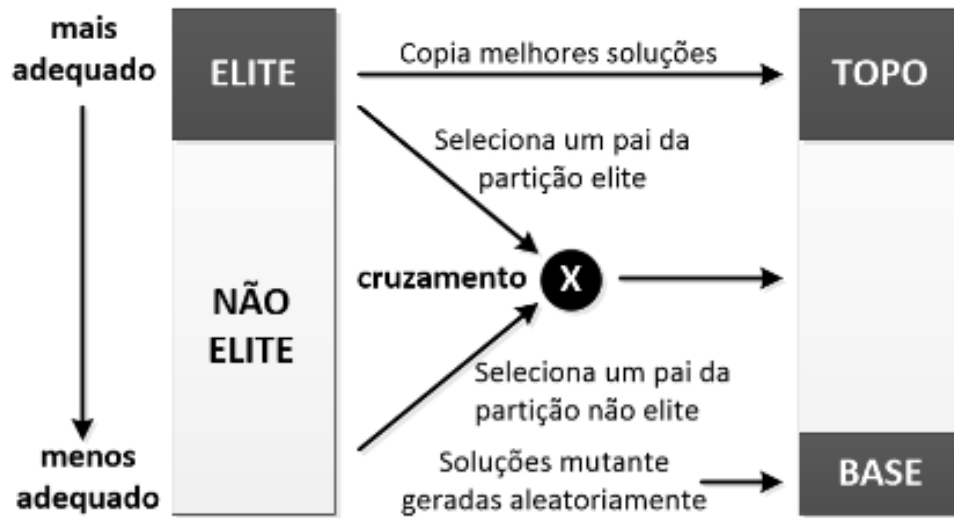 mais
adequado
ELITE
Copia melhores soluções
TOPO
Seleciona um pai da
partição elite
cruzamento
X
NÃO
ELITE
Seleciona um pai da
partição não elite
menos
adequado
Soluções mutante
geradas aleatoriamente
BASE